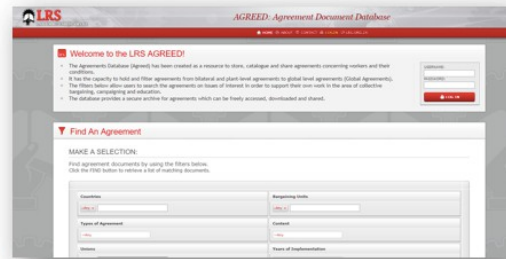 LRS
AGREED: Agreement Document Database
HOME ABOUT CONTACT LOGIN
Welcome to the LRS AGREED!
The Agreements Database (Agreed) has been created as a resource to store, catalogue and share agreements concerning workers and their
conditions.
It has the capacity to hold and filter agreements from bilateral and plant-level agreements to global level agreements (Global Agreements).
The filters below allow users to search the agreements on issues of interest in order to support their own work in the area of collective
bargaining, campaigning and education.
The database provides a secure archive for agreements which can be freely accessed, downloaded and shared.
USERNAME
PASSWORD
LOG IN
Find An Agreement
MAKE A SELECTION:
Find agreement documents by using the filters below.
Click the FIND button to retrieve a list of matching documents.
Countries
Bargaining Units
Types of Agreement
Content
Unions
Years of Implementation